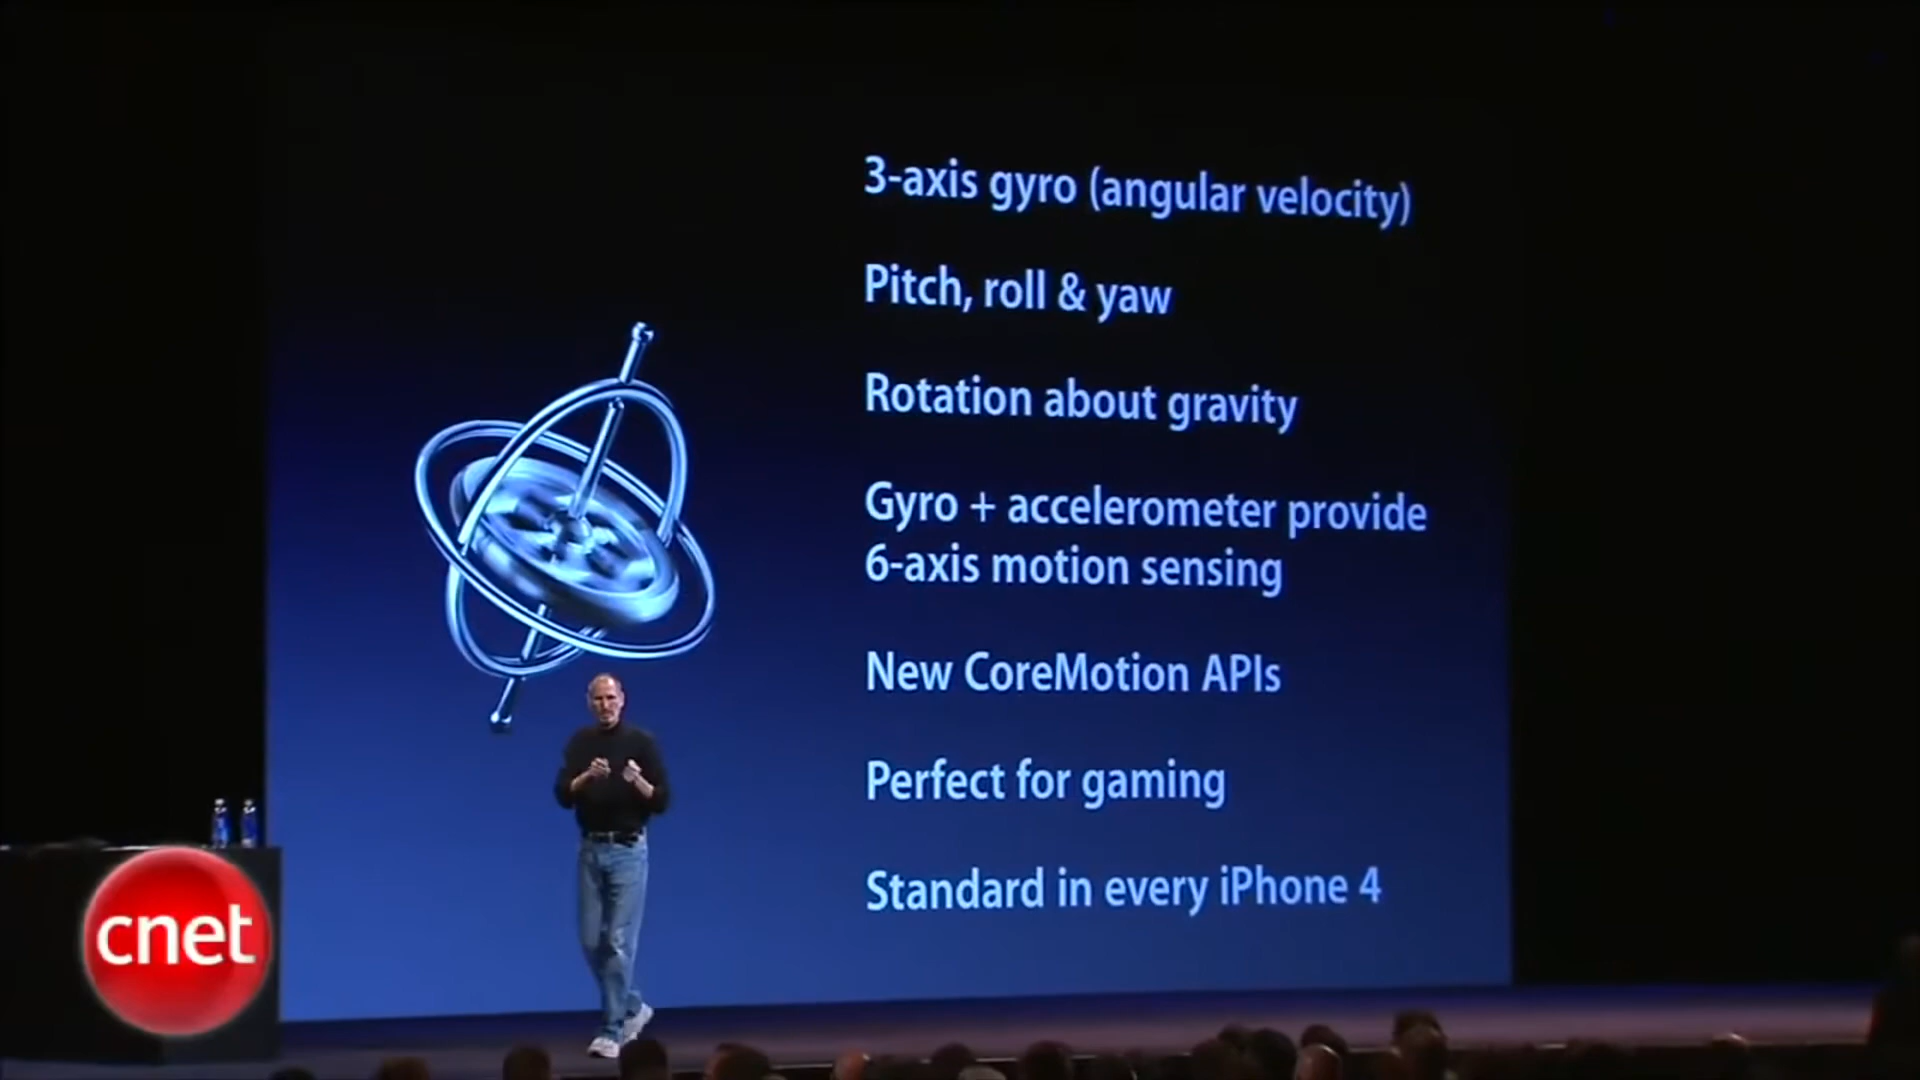 3-axis gyro (angular velocity)
Pitch, roll & yaw
Rotation about gravity
Gyro + accelerometer provide
6-axis motion sensing
New CoreMotion APIs
Perfect for gaming
Standard in every iPhone 4
cnet